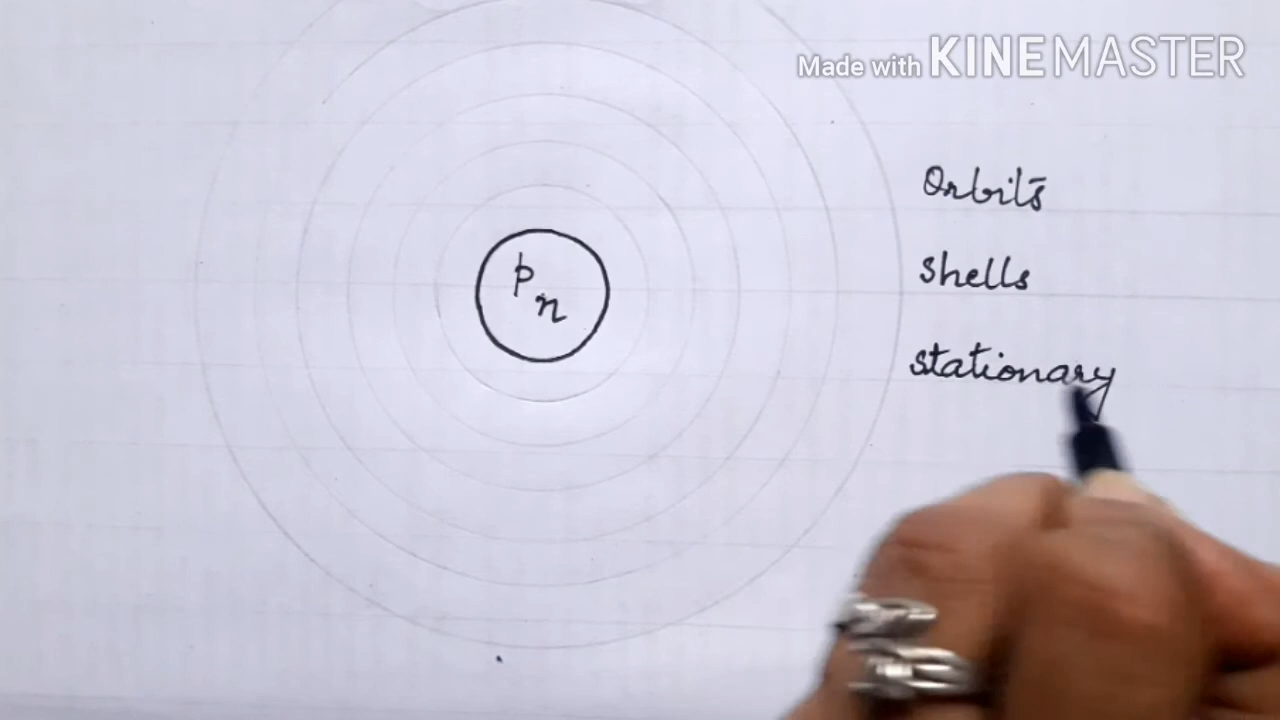 Made with KINEMASTER
Orbits
Shells
Stationary
p
n